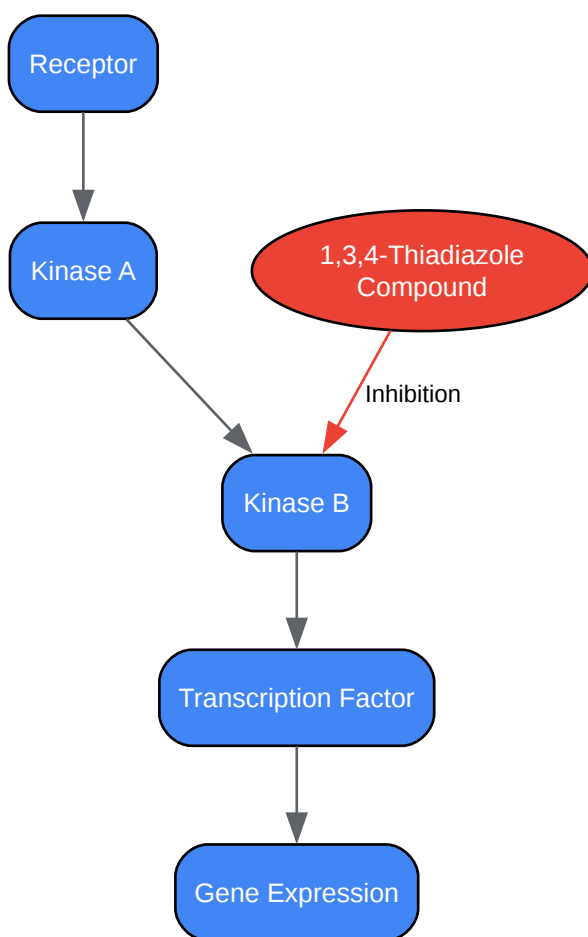 Receptor
Kinase A
1,3,4-Thiadiazole
Compound
Inhibition
Kinase B
Transcription Factor
Gene Expression